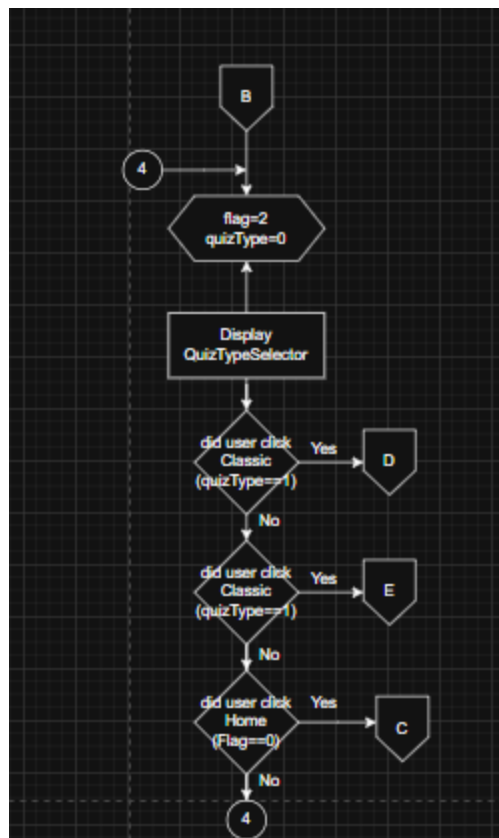 B
4
flag=2
quizType=0
Display
QuizTypeSelector
did user click
Classic
(quizType==1)
Yes
D
No
did user click
Classic
(quizType==1)
Yes
E
No
did user click
Home
(Flag==0)
Yes
C
No
4